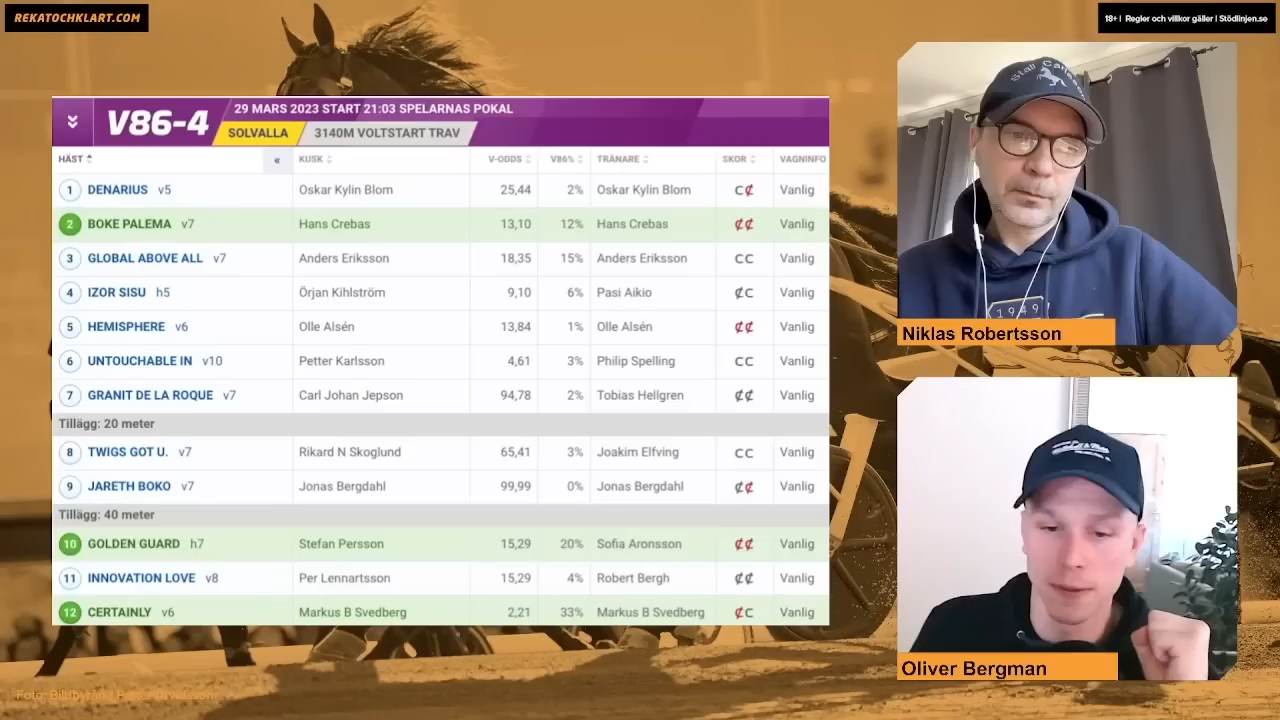 REKATOCHKLART.COM
18+ | Regler och villkor gäller | Stödlinjen.se
V86-4
29 MARS 2023 START 21:03 SPELARNAS POKAL
SOLVALLA 3140M VOLTSTART TRAV
HÄST « KUSK V-ODDS V86% TRÄNARE SKOR VAGNINFO
1 DENARIUS v5 Oskar Kylin Blom 25,44 2% Oskar Kylin Blom C₵ Vanlig
2 BOKE PALEMA v7 Hans Crebas 13,10 12% Hans Crebas ₵₵ Vanlig
3 GLOBAL ABOVE ALL v7 Anders Eriksson 18,35 15% Anders Eriksson CC Vanlig
4 IZOR SISU h5 Örjan Kihlström 9,10 6% Pasi Aikio ₵C Vanlig
5 HEMISPHERE v6 Olle Alsén 13,84 1% Olle Alsén ₵₵ Vanlig
6 UNTOUCHABLE IN v10 Petter Karlsson 4,61 3% Philip Spelling CC Vanlig
7 GRANIT DE LA ROQUE v7 Carl Johan Jepson 94,78 2% Tobias Hellgren ₵₵ Vanlig
Tillägg: 20 meter
8 TWIGS GOT U. v7 Rikard N Skoglund 65,41 3% Joakim Elfving CC Vanlig
9 JARETH BOKO v7 Jonas Bergdahl 99,99 0% Jonas Bergdahl ₵₵ Vanlig
Tillägg: 40 meter
10 GOLDEN GUARD h7 Stefan Persson 15,29 20% Sofia Aronsson ₵₵ Vanlig
11 INNOVATION LOVE v8 Per Lennartsson 15,29 4% Robert Bergh ₵₵ Vanlig
12 CERTAINLY v6 Markus B Svedberg 2,21 33% Markus B Svedberg ₵C Vanlig
1949
Niklas Robertsson
Oliver Bergman